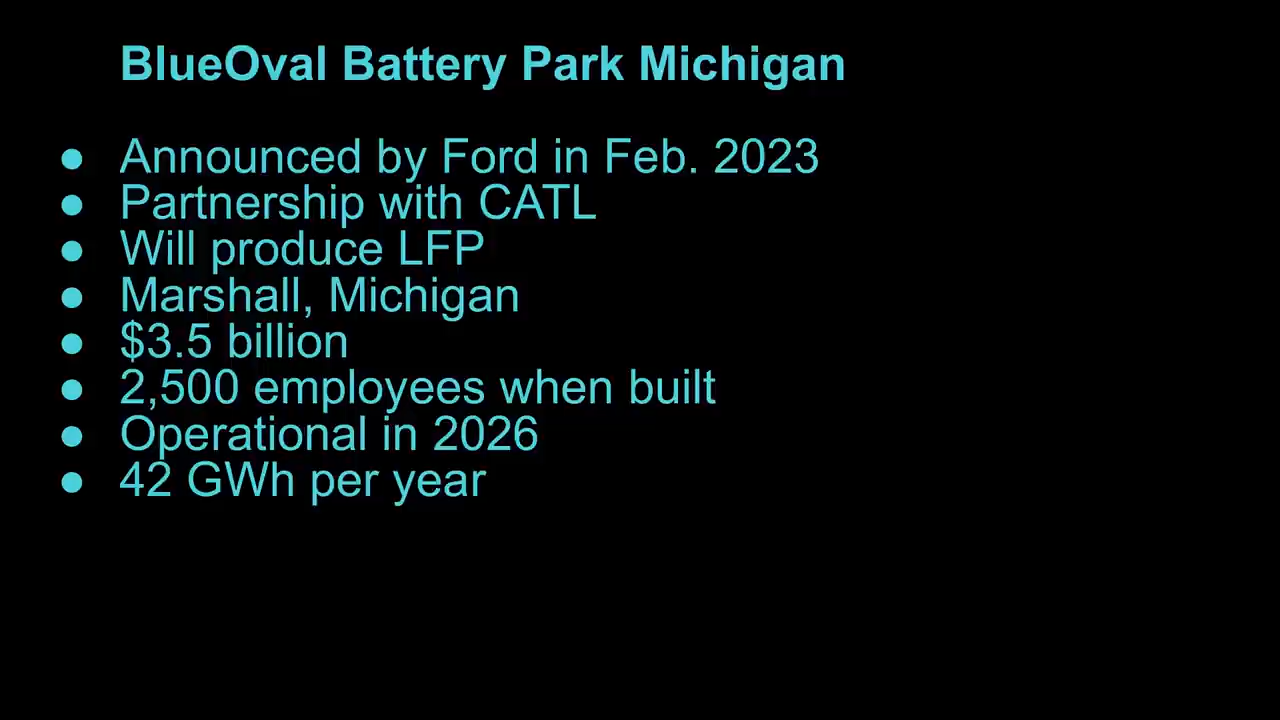 BlueOval Battery Park Michigan
● Announced by Ford in Feb. 2023
● Partnership with CATL
● Will produce LFP
● Marshall, Michigan
● $3.5 billion
● 2,500 employees when built
● Operational in 2026
● 42 GWh per year